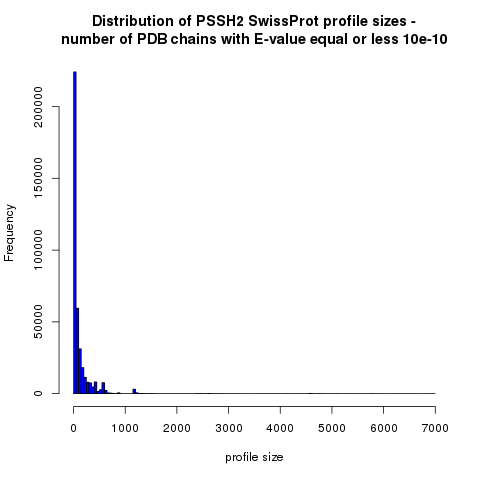 Distribution of PSSH2 SwissProt profile sizes -
number of PDB chains with E-value equal or less 10e-10
Frequency
200000
150000
100000
50000
0
0 1000 2000 3000 4000 5000 6000 7000
profile size